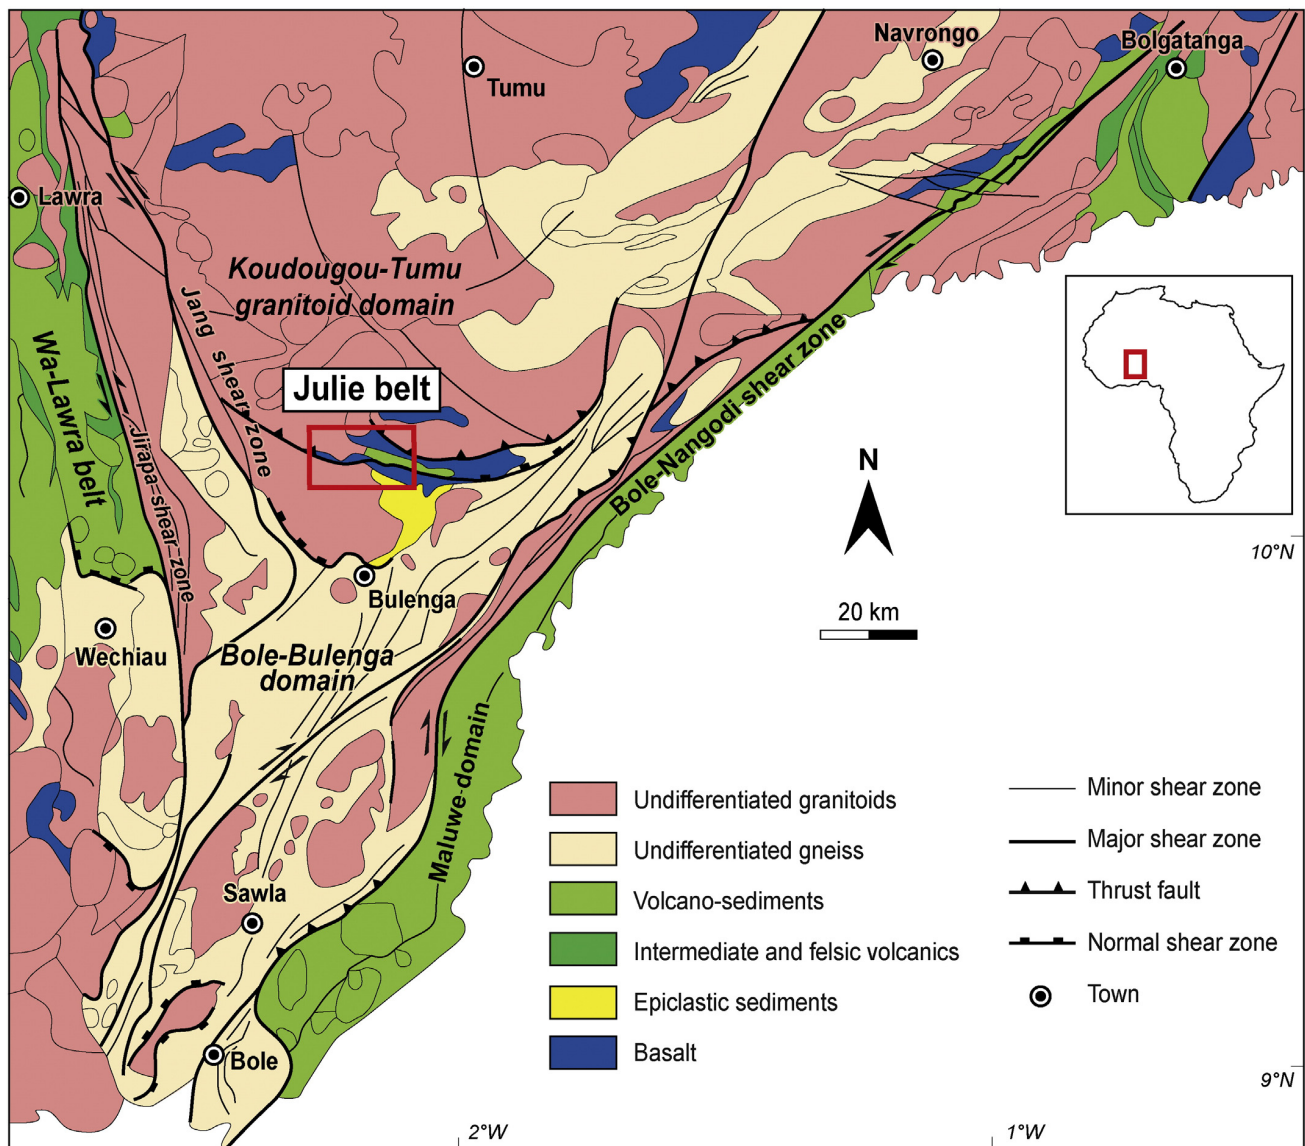 Navrongo
Bolgatanga
Tumu
Lawra
Koudougou-Tumu
granitoid domain
Jang shear zone
Wa-Lawra belt
Julie belt
Jirapa shear zone
Bole-Nangodi shear zone
N
20 km
10°N
Bulenga
Wechiau
Bole-Bulenga
domain
Maluwe domain
Sawla
Bole
Undifferentiated granitoids
Undifferentiated gneiss
Volcano-sediments
Intermediate and felsic volcanics
Epiclastic sediments
Basalt
Minor shear zone
Major shear zone
Thrust fault
Normal shear zone
Town
9°N
2°W
1°W